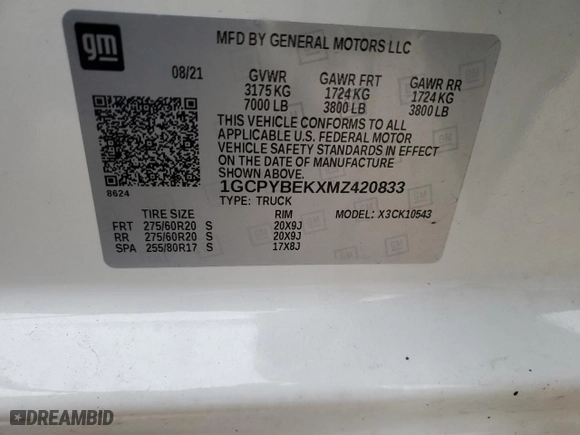 gm
MFD BY GENERAL MOTORS LLC
08/21 GVWR GAWR FRT GAWR RR
3175 KG 1724 KG 1724 KG
7000 LB 3800 LB 3800 LB
THIS VEHICLE CONFORMS TO ALL
APPLICABLE U.S. FEDERAL MOTOR
VEHICLE SAFETY STANDARDS IN EFFECT
ON THE DATE OF MANUFACTURE
SHOWN ABOVE.
8624 1GCPYBEKXMZ420833
TYPE: TRUCK MODEL: X3CK10543
TIRE SIZE RIM
FRT 275/60R20 S 20X9J
RR 275/60R20 S 20X9J
SPA 255/80R17 S 17X8J
DREAMBID